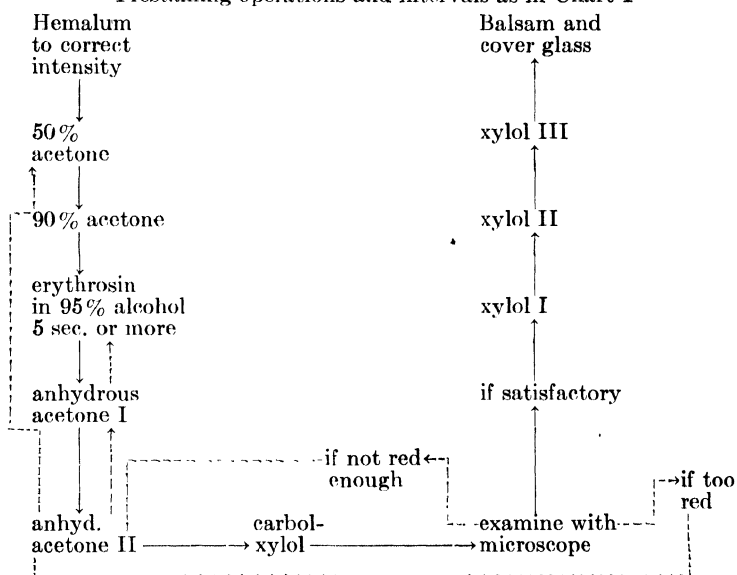 Prestaining operations and intervals as in Chart I
Hemalum
to correct
intensity
50%
acetone
90% acetone
erythrosin
in 95% alcohol
5 sec. or more
anhydrous
acetone I
anhyd.
acetone II
carbol-
xylol
if not red
enough
examine with
microscope
if too
red
if satisfactory
xylol I
xylol II
xylol III
Balsam and
cover glass